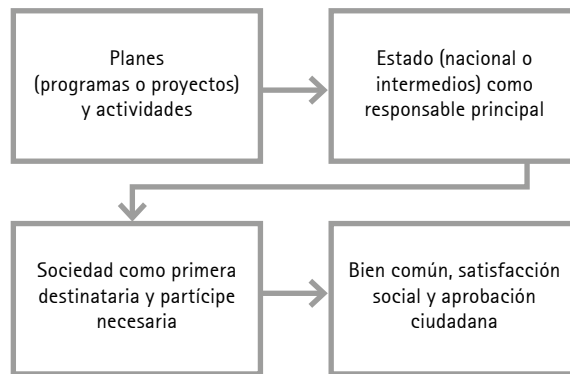 Planes
(programas o proyectos)
y actividades
Estado (nacional o
intermedios) como
responsable principal
Sociedad como primera
destinataria y partícipe
necesaria
Bien común, satisfacción
social y aprobación
ciudadana